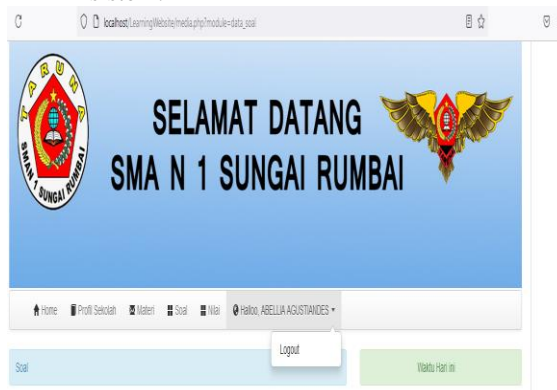 localhost/LearningWebsite/media.php?module=data_soal
TARUNA
SMAN 1 SUNGAI RUMBAI
SELAMAT DATANG
SMA N 1 SUNGAI RUMBAI
Home Profil Sekolah Materi Soal Nilai Halloo, ABELLIA AGUSTIANDES
Logout
Soal
Waktu Hari ini